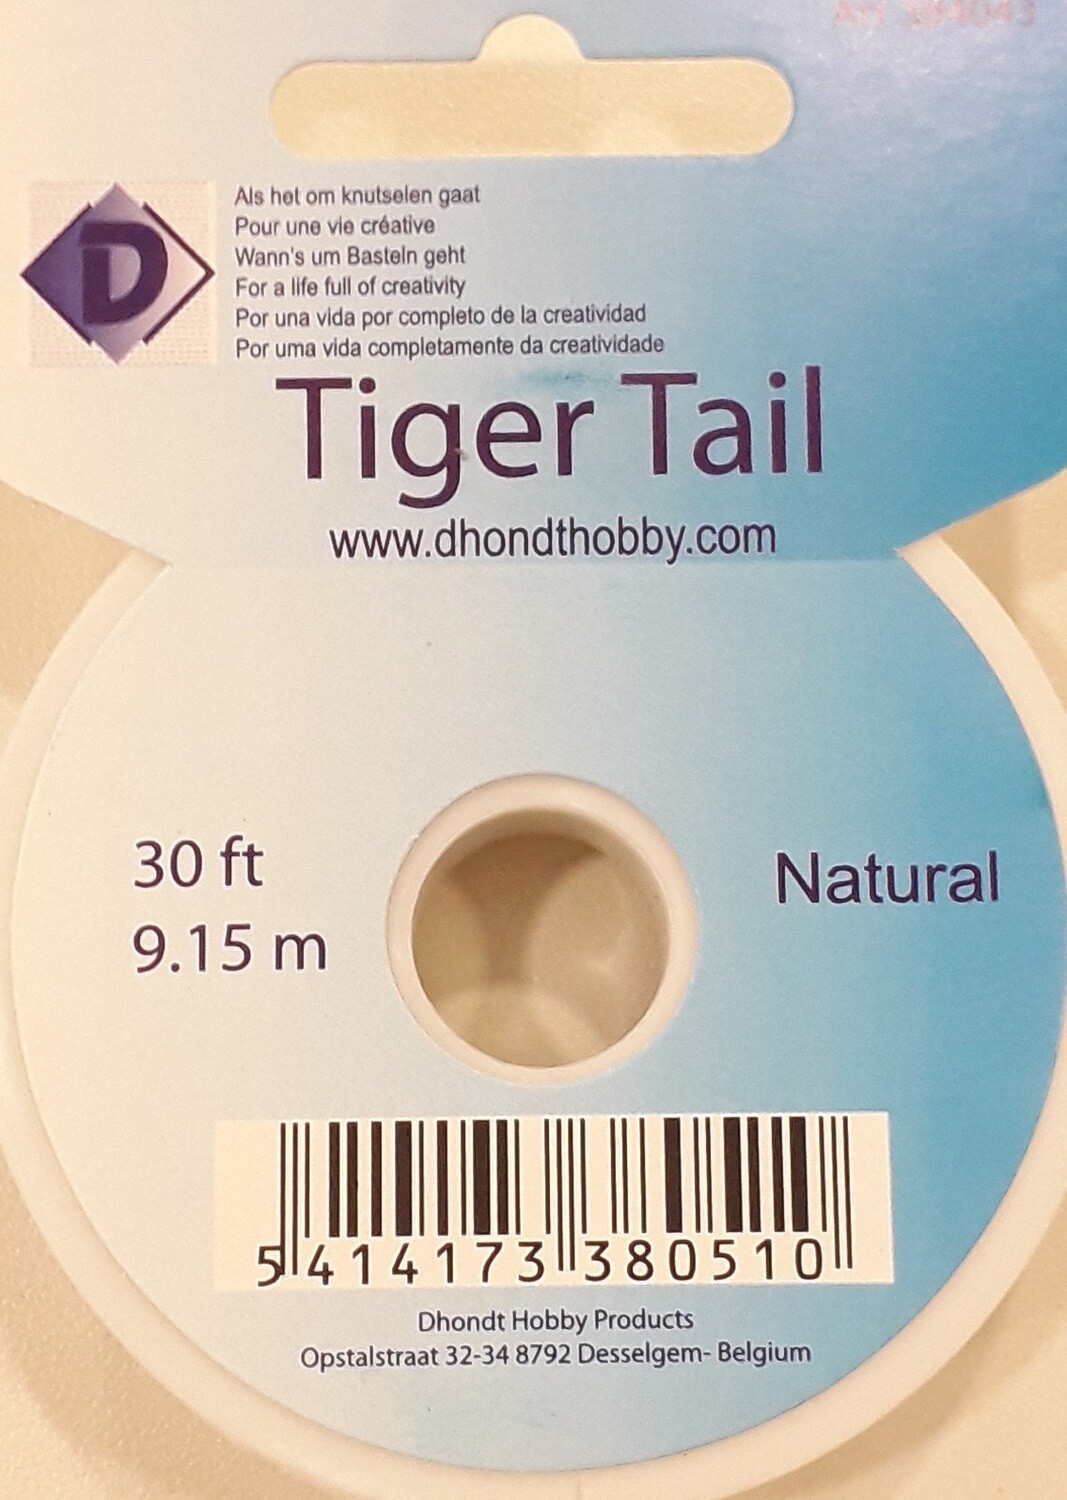 D
Als het om knutselen gaat
Pour une vie créative
Wann's um Basteln geht
For a life full of creativity
Por una vida por completo de la creatividad
Por uma vida completamente da creatividade
Tiger Tail
www.dhondthobby.com
30 ft
9.15 m
Natural
5 414173 380510
Dhondt Hobby Products
Opstalstraat 32-34 8792 Desselgem- Belgium